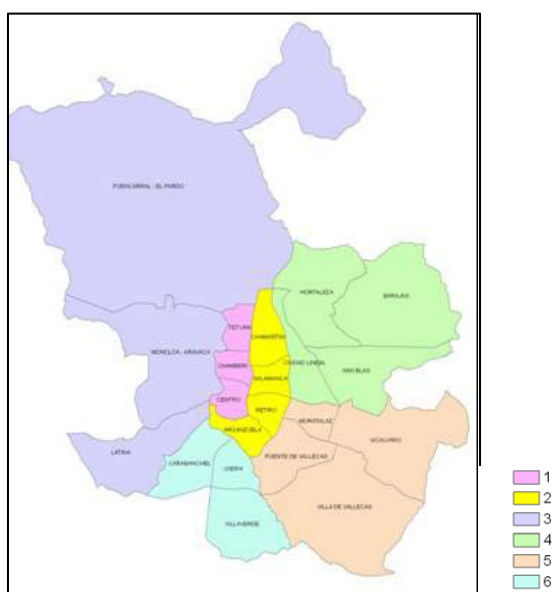 FUENCARRAL - EL PARDO
HORTALEZA
BARAJAS
TETUAN
CHAMARTIN
MONCLOA - ARAVACA
CIUDAD LINEAL
CHAMBERI
SAN BLAS
SALAMANCA
CENTRO
RETIRO
MORATALAZ
ARGANZUELA
VICALVARO
LATINA
PUENTE DE VALLECAS
CARABANCHEL
USERA
VILLA DE VALLECAS
VILLAVERDE
1
2
3
4
5
6